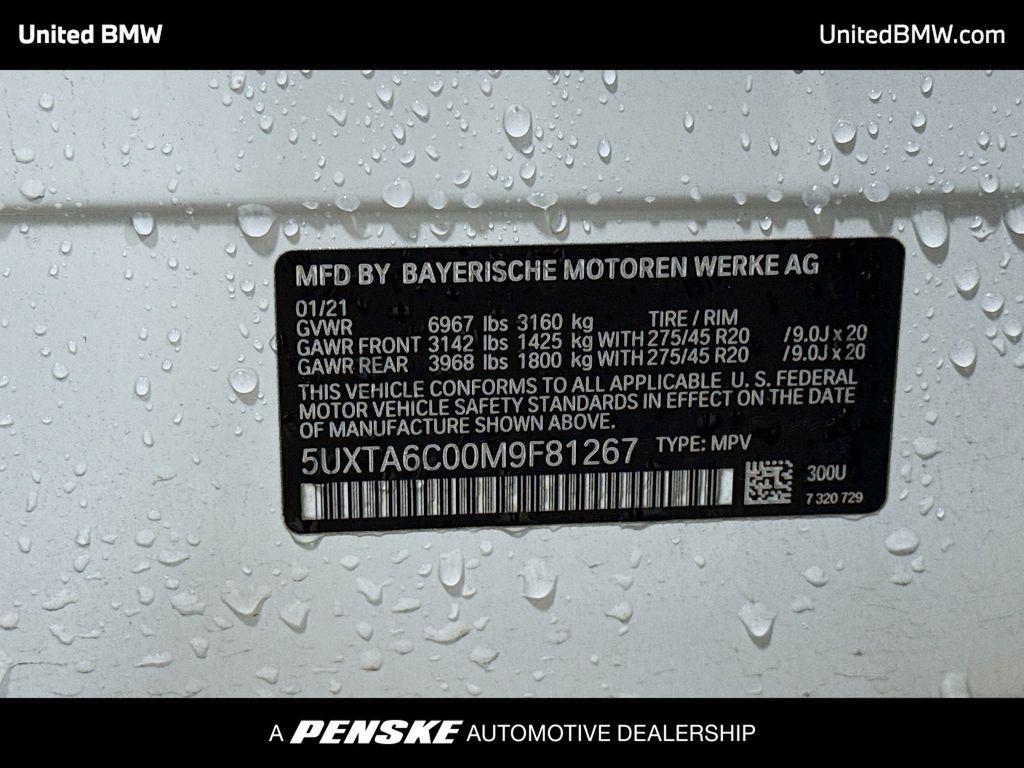 United BMW
UnitedBMW.com
MFD BY BAYERISCHE MOTOREN WERKE AG
01/21
GVWR 6967 lbs 3160 kg TIRE / RIM
GAWR FRONT 3142 lbs 1425 kg WITH 275/45 R20 /9.0J x 20
GAWR REAR 3968 lbs 1800 kg WITH 275/45 R20 /9.0J x 20
THIS VEHICLE CONFORMS TO ALL APPLICABLE U. S. FEDERAL
MOTOR VEHICLE SAFETY STANDARDS IN EFFECT ON THE DATE
OF MANUFACTURE SHOWN ABOVE.
5UXTA6C00M9F81267 TYPE: MPV
300U
7 320 729
A PENSKE AUTOMOTIVE DEALERSHIP